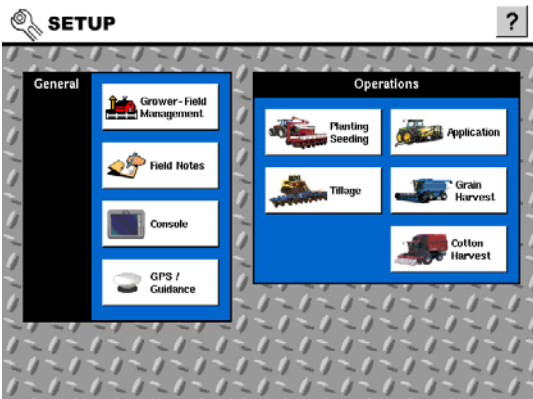 SETUP
?
General
Grower-Field
Management
Field Notes
Console
GPS /
Guidance
Operations
Planting
Seeding
Application
Tillage
Grain
Harvest
Cotton
Harvest